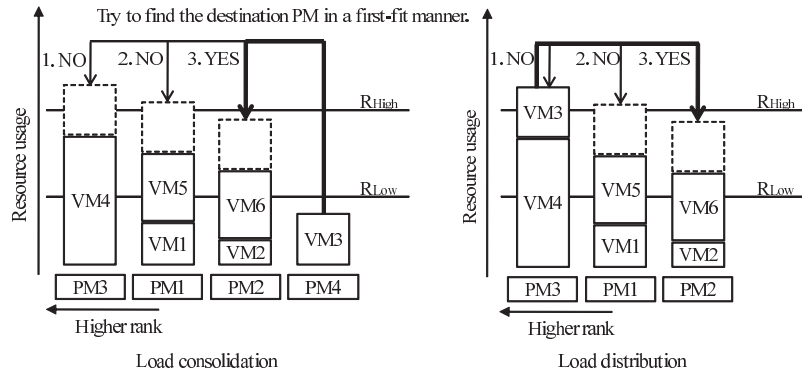 Try to find the destination PM in a first-fit manner.
Resource usage
1. NO
2. NO
3. YES
RHigh
RLow
VM4
VM5
VM1
VM6
VM2
VM3
PM3
PM1
PM2
PM4
Higher rank
Load consolidation
Resource usage
1. NO
2. NO
3. YES
RHigh
RLow
VM3
VM4
VM5
VM1
VM6
VM2
PM3
PM1
PM2
Higher rank
Load distribution